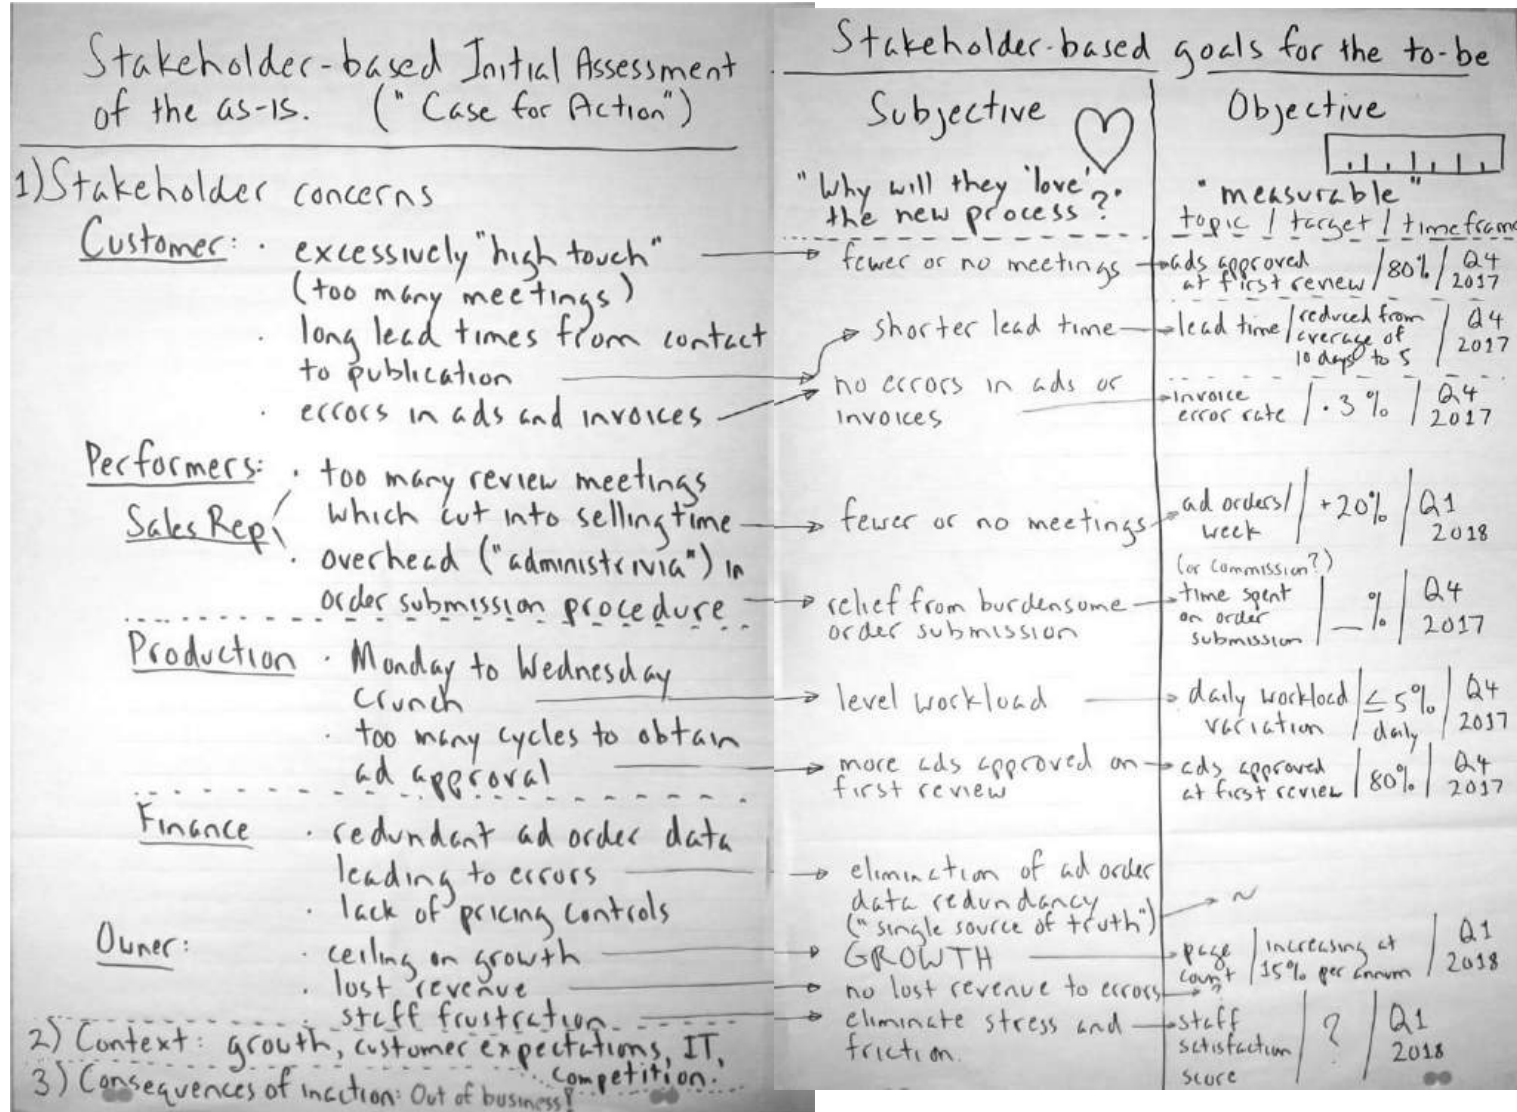 Stakeholder-based Initial Assessment
of the as-is. ("Case for Action")
1) Stakeholder concerns
Customer: · excessively "high touch"
(too many meetings)
· long lead times from contact
to publication
· errors in ads and invoices
Performers: · too many review meetings
Sales Rep which cut into selling time
· overhead ("administrivia") in
order submission procedure
Production · Monday to Wednesday
crunch
· too many cycles to obtain
ad approval
Finance · redundant ad order data
leading to errors
· lack of pricing controls
Owner: · ceiling on growth
· lost revenue
· staff frustration
2) Context: growth, customer expectations, IT,
competition.
3) Consequences of inaction: Out of business!
Stakeholder-based goals for the to-be
Subjective
"Why will they 'love'
the new process?"
fewer or no meetings
shorter lead time
no errors in ads or
invoices
fewer or no meetings
relief from burdensome
order submission
level workload
more ads approved on
first review
elimination of ad order
data redundancy
("single source of truth")
GROWTH
no lost revenue to errors
eliminate stress and
friction.
Objective
"measurable"
topic / target / timeframe
ads approved / 80% / Q4
at first review 2017
lead time / reduced from / Q4
average of 2017
10 days to 5
invoice / .3% / Q4
error rate 2017
ad orders/ / +20% / Q1
week 2018
(or commission?)
time spent / _% / Q4
on order 2017
submission
daily workload / ≤5% / Q4
variation daily 2017
ads approved / 80% / Q4
at first review 2017
~
page / increasing at / Q1
count 15% per annum 2018
?
staff / ? / Q1
satisfaction 2018
score